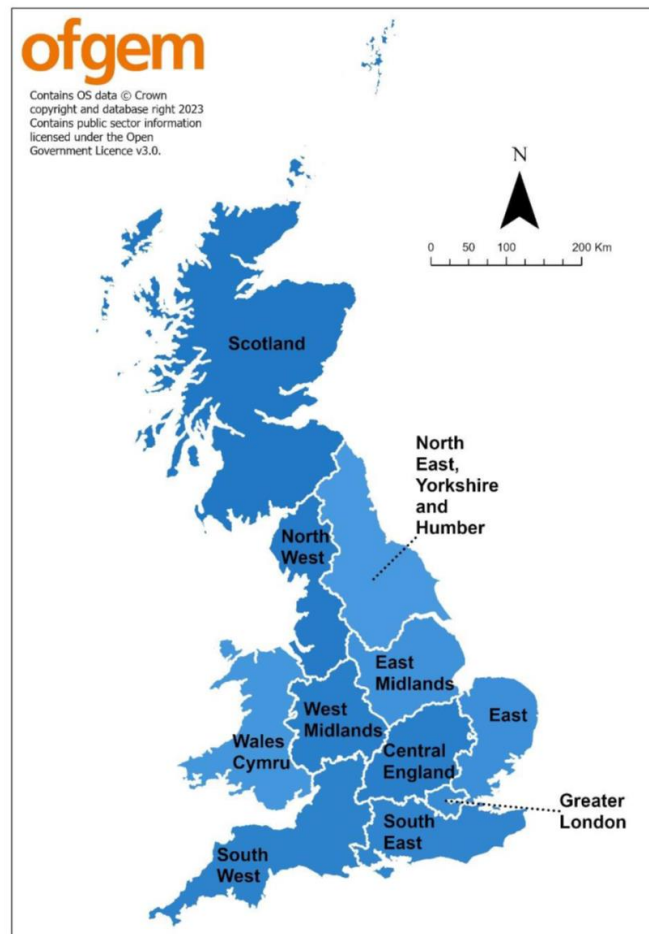 ofgem
Contains OS data © Crown
copyright and database right 2023
Contains public sector information
licensed under the Open
Government Licence v3.0.
N
0 50 100 200 Km
Scotland
North
East,
Yorkshire
and
Humber
North
West
East
Midlands
West
Midlands
East
Wales
Cymru
Central
England
Greater
London
South
East
South
West